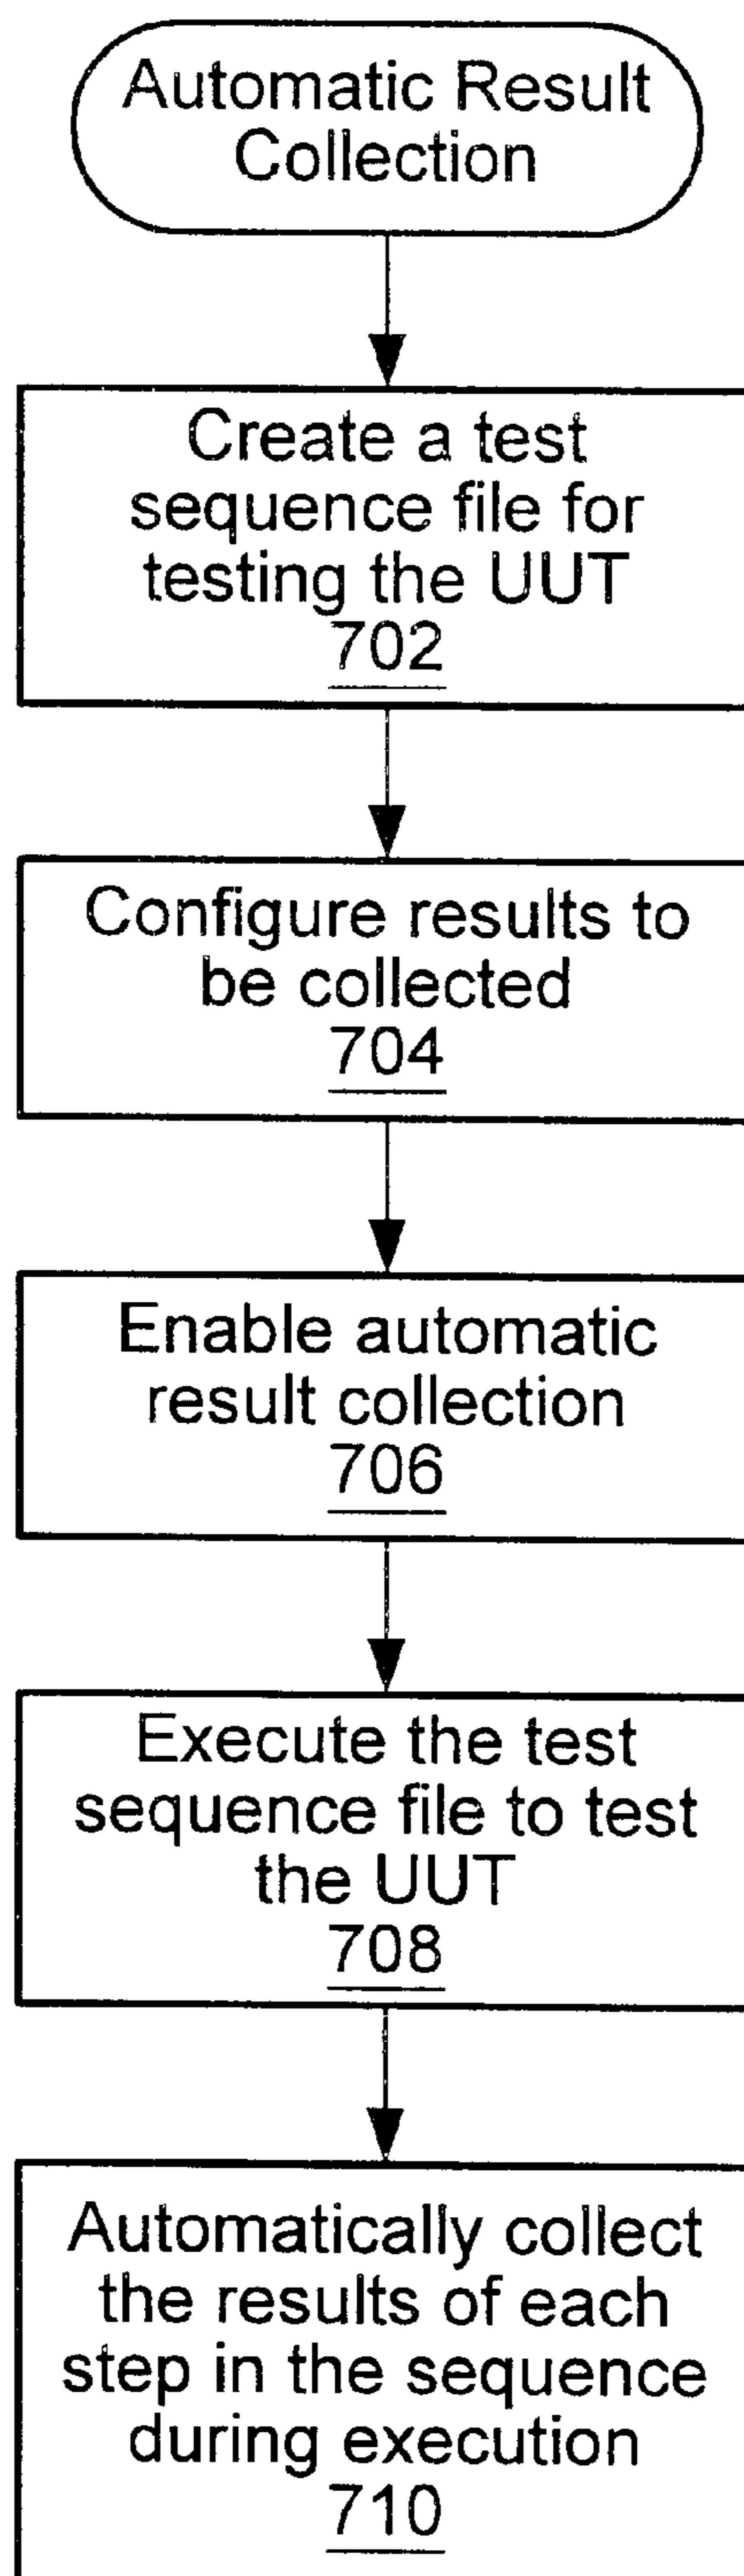 Automatic Result
Collection
Create a test
sequence file for
testing the UUT
702
Configure results to
be collected
704
Enable automatic
result collection
706
Execute the test
sequence file to test
the UUT
708
Automatically collect
the results of each
step in the sequence
during execution
710